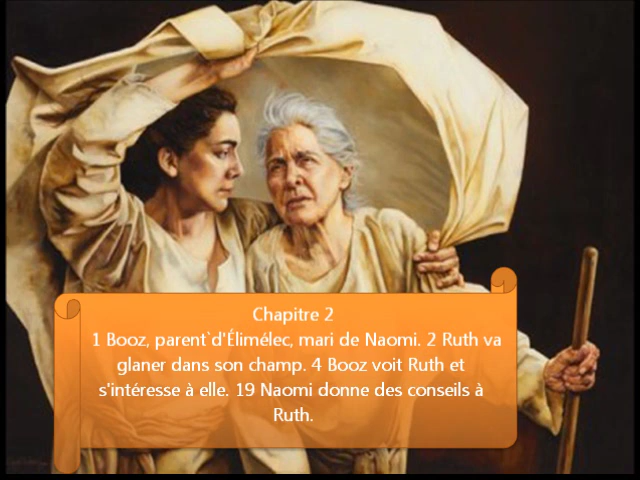 Chapitre 2
1 Booz, parent`d'Élimélec, mari de Naomi. 2 Ruth va
glaner dans son champ. 4 Booz voit Ruth et
s'intéresse à elle. 19 Naomi donne des conseils à
Ruth.